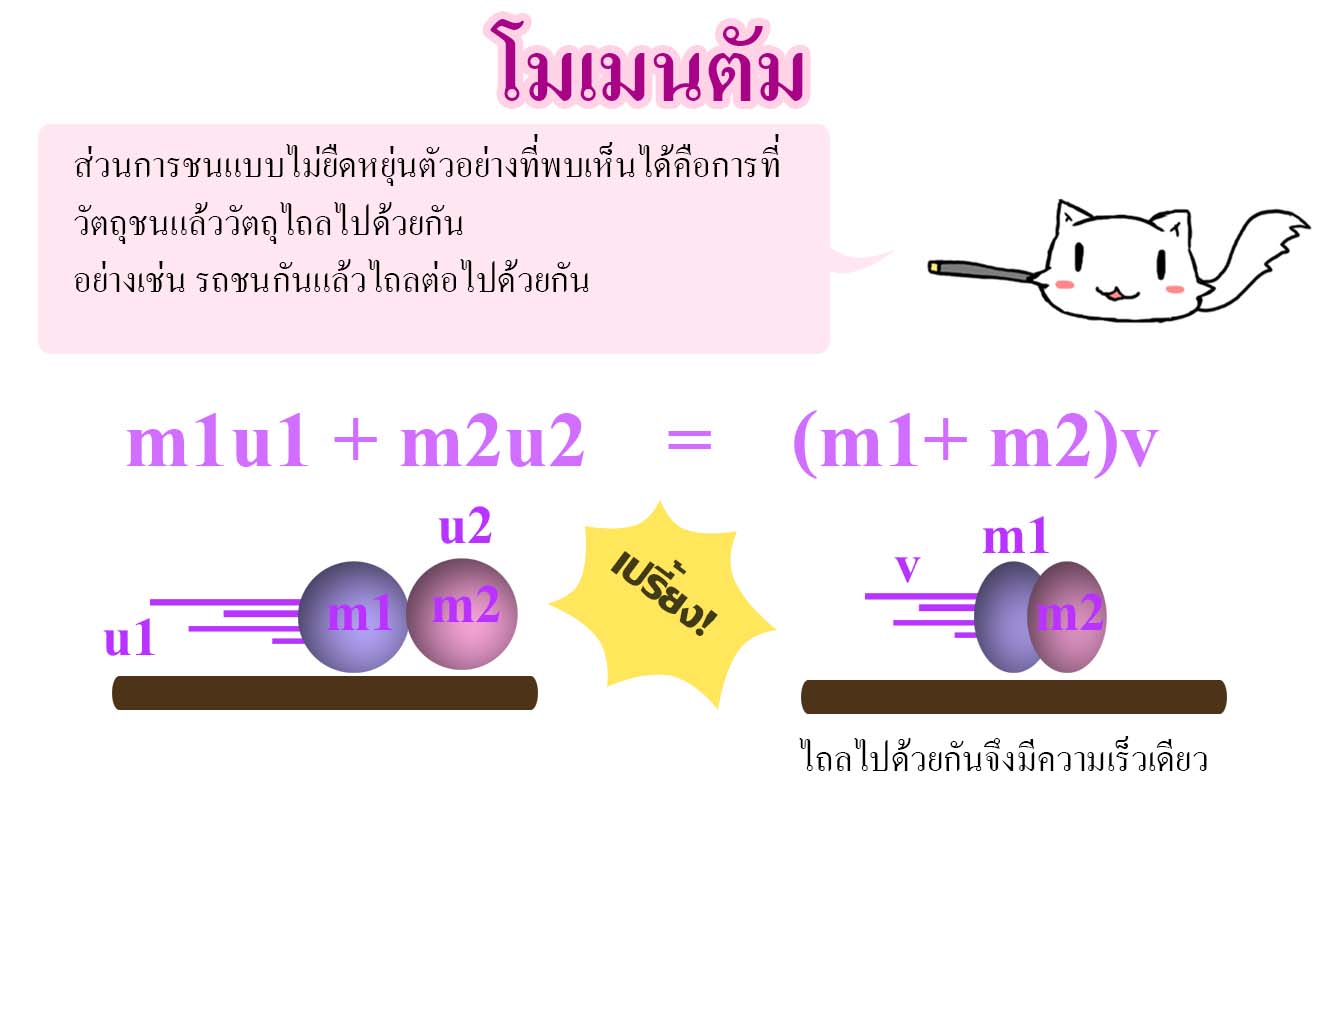 โมเมนตัม
ส่วนการชนแบบไม่ยืดหยุ่นตัวอย่างที่พบเห็นได้คือการที่
วัตถุชนแล้ววัตถุไถลไปด้วยกัน
อย่างเช่น รถชนกันแล้วไถลต่อไปด้วยกัน
m1u1 + m2u2 = (m1+ m2)v
u2
m1
m2
u1
เปรี้ยง!
m1
v
m2
ไถลไปด้วยกันจึงมีความเร็วเดียว